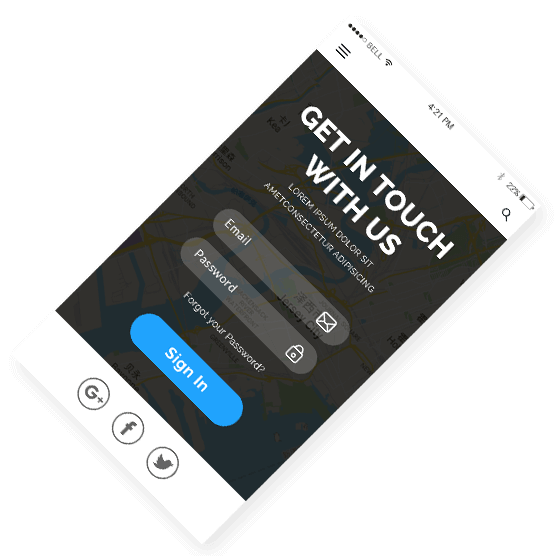 BELL
4:21 PM
22%
GET IN TOUCH
WITH US
LOREM IPSUM DOLOR SIT
AMETCONSECTETUR ADIPISICING
Email
Password
Forgot your Password?
Sign In
G+